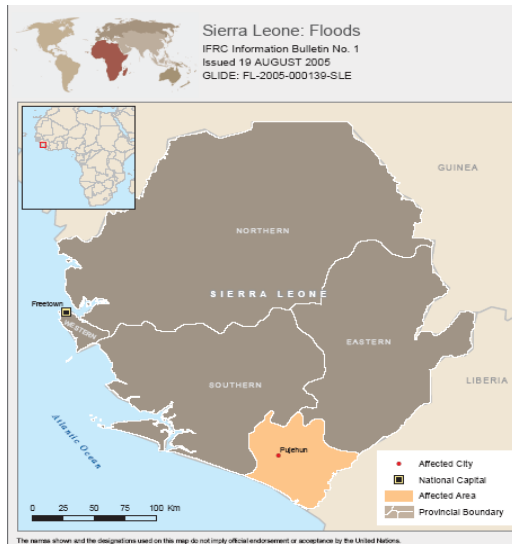 Sierra Leone: Floods
IFRC Information Bulletin No. 1
Issued 19 AUGUST 2005
GLIDE: FL-2005-000139-SLE
GUINEA
NORTHERN
SIERRA LEONE
Freetown
WESTERN
EASTERN
SOUTHERN
LIBERIA
Atlantic Ocean
Pujehun
Affected City
National Capital
Affected Area
Provincial Boundary
0 25 50 75 100 Km
The names shown and the designations used on this map do not imply official endorsement or acceptance by the United Nations.